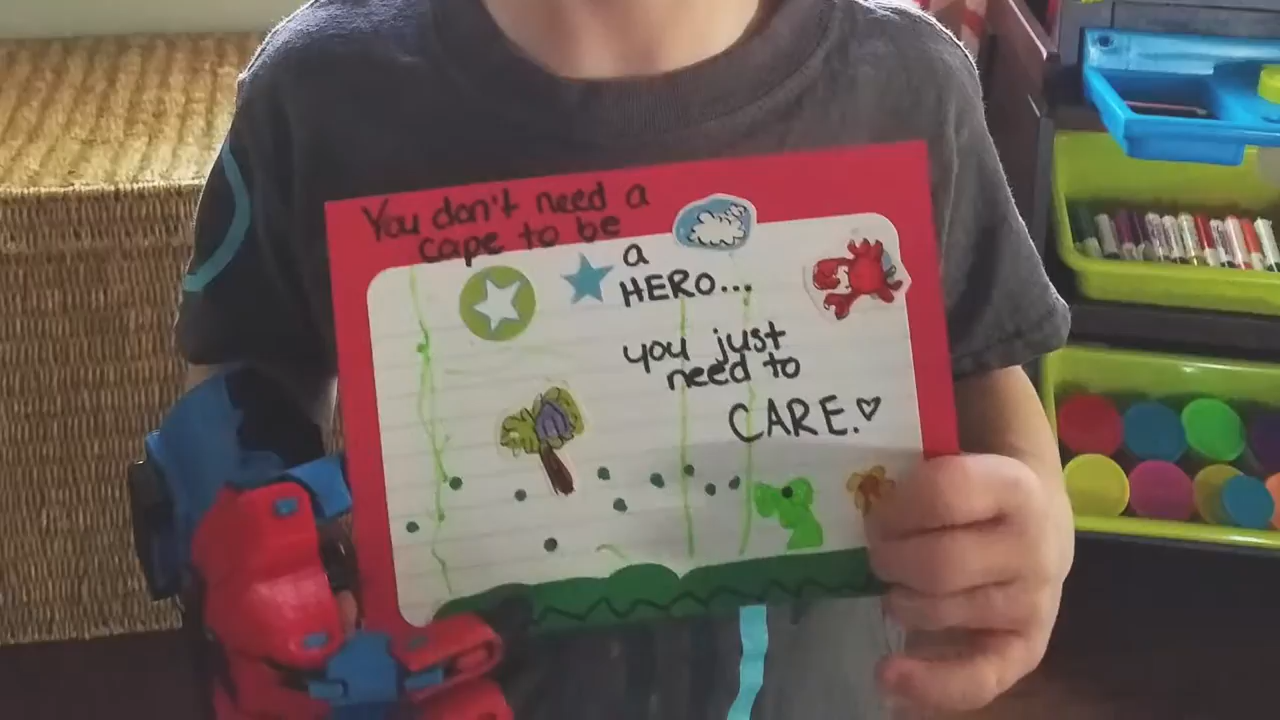 You don't need a
cape to be
a
HERO...
you just
need to
CARE.♡